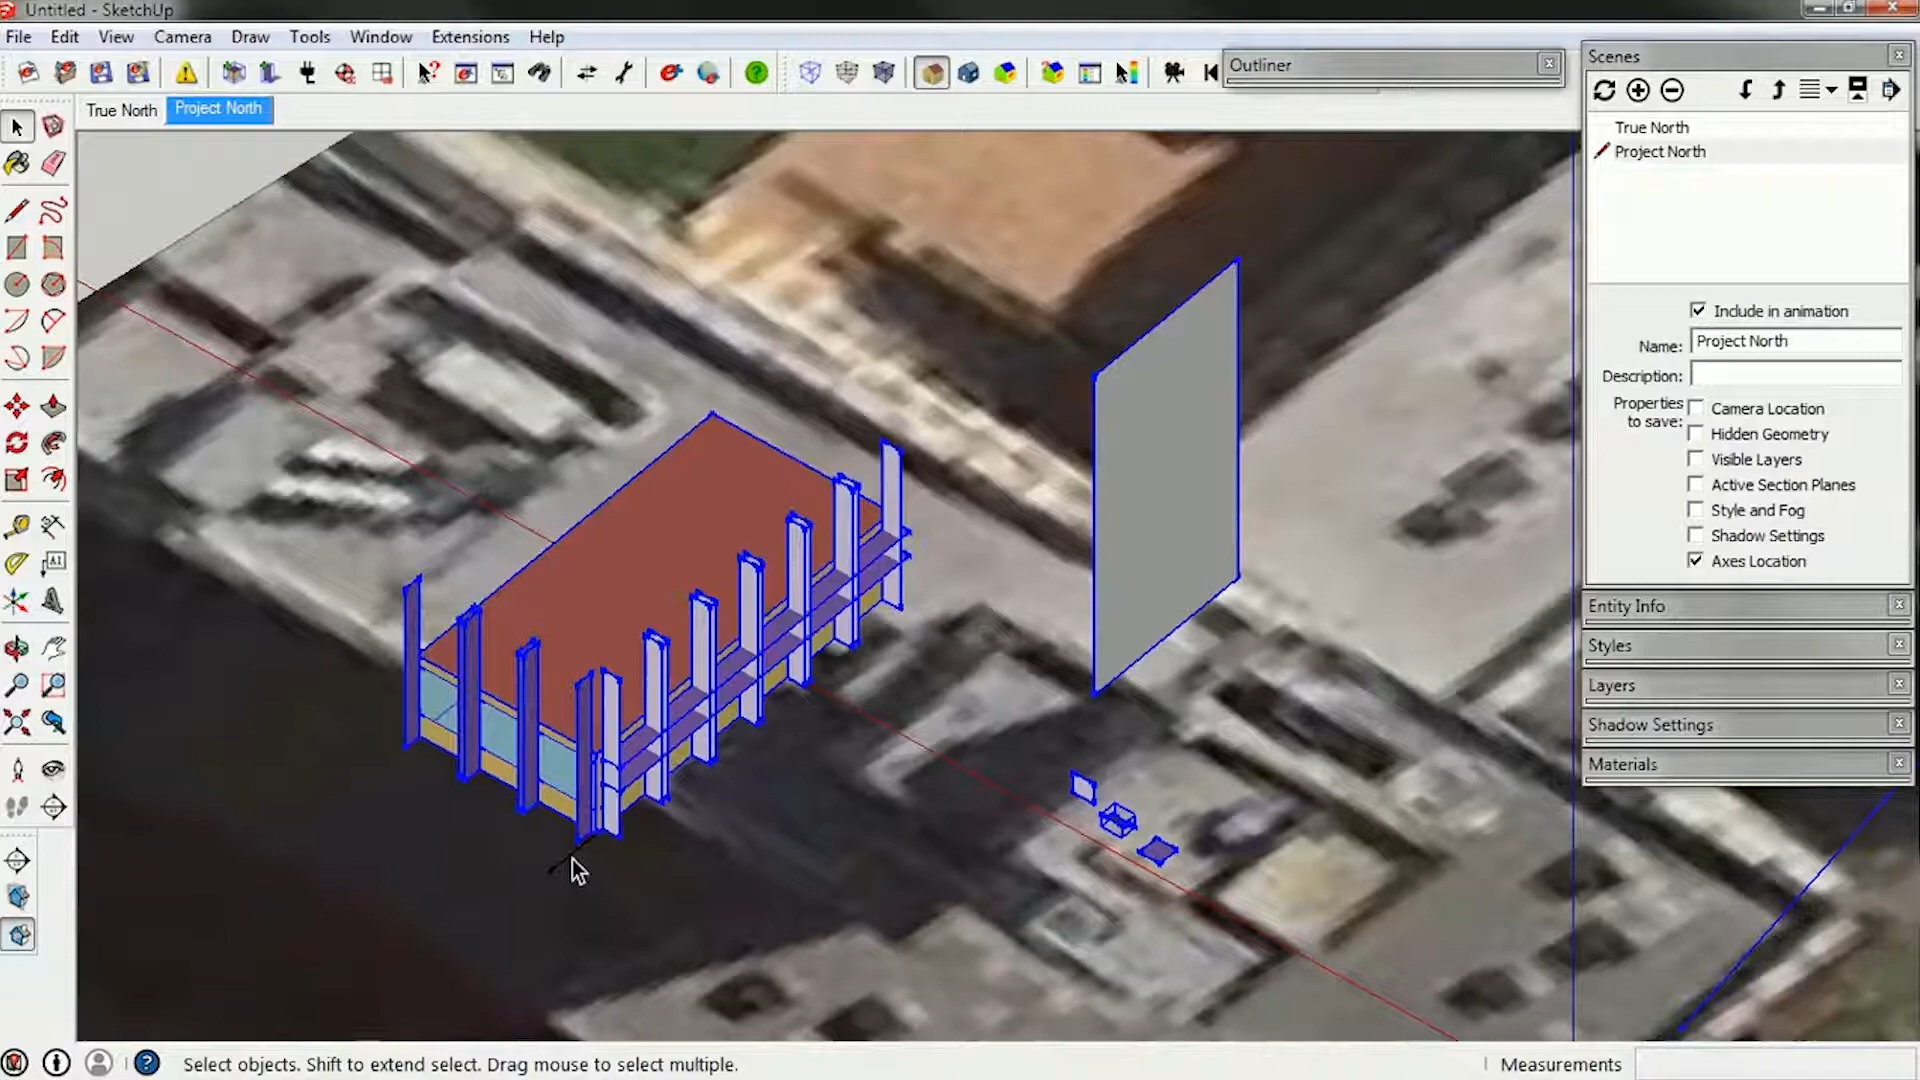 Untitled - SketchUp
File Edit View Camera Draw Tools Window Extensions Help
Outliner
True North Project North
Scenes
True North
Project North
Include in animation
Name: Project North
Description:
Properties to save:
Camera Location
Hidden Geometry
Visible Layers
Active Section Planes
Style and Fog
Shadow Settings
Axes Location
Entity Info
Styles
Layers
Shadow Settings
Materials
Select objects. Shift to extend select. Drag mouse to select multiple.
Measurements